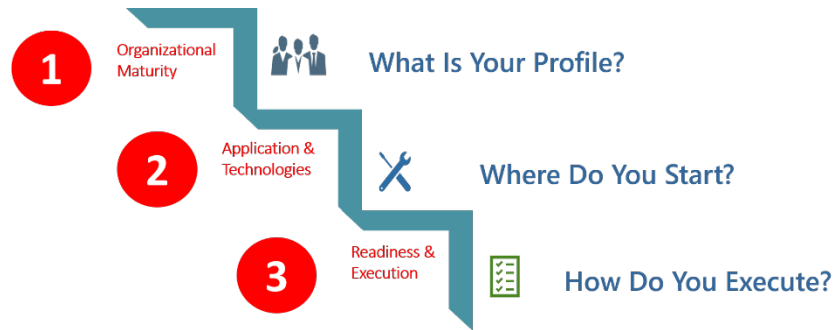 1
Organizational
Maturity
What Is Your Profile?
2
Application &
Technologies
Where Do You Start?
3
Readiness &
Execution
How Do You Execute?